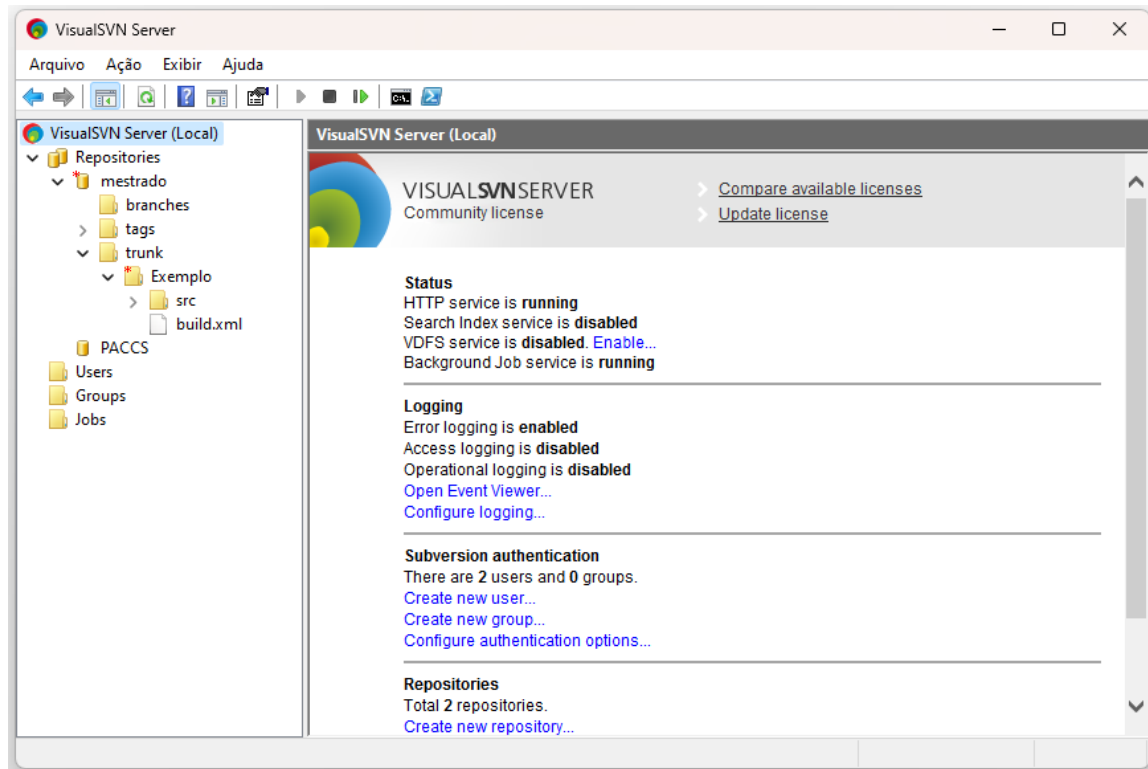 VisualSVN Server
Arquivo Ação Exibir Ajuda
VisualSVN Server (Local)
Repositories
mestrado
branches
tags
trunk
Exemplo
src
build.xml
PACCS
Users
Groups
Jobs
VisualSVN Server (Local)
VISUALSVNSERVER
Community license
Compare available licenses
Update license
Status
HTTP service is running
Search Index service is disabled
VDFS service is disabled. Enable...
Background Job service is running
Logging
Error logging is enabled
Access logging is disabled
Operational logging is disabled
Open Event Viewer...
Configure logging...
Subversion authentication
There are 2 users and 0 groups.
Create new user...
Create new group...
Configure authentication options...
Repositories
Total 2 repositories.
Create new repository...